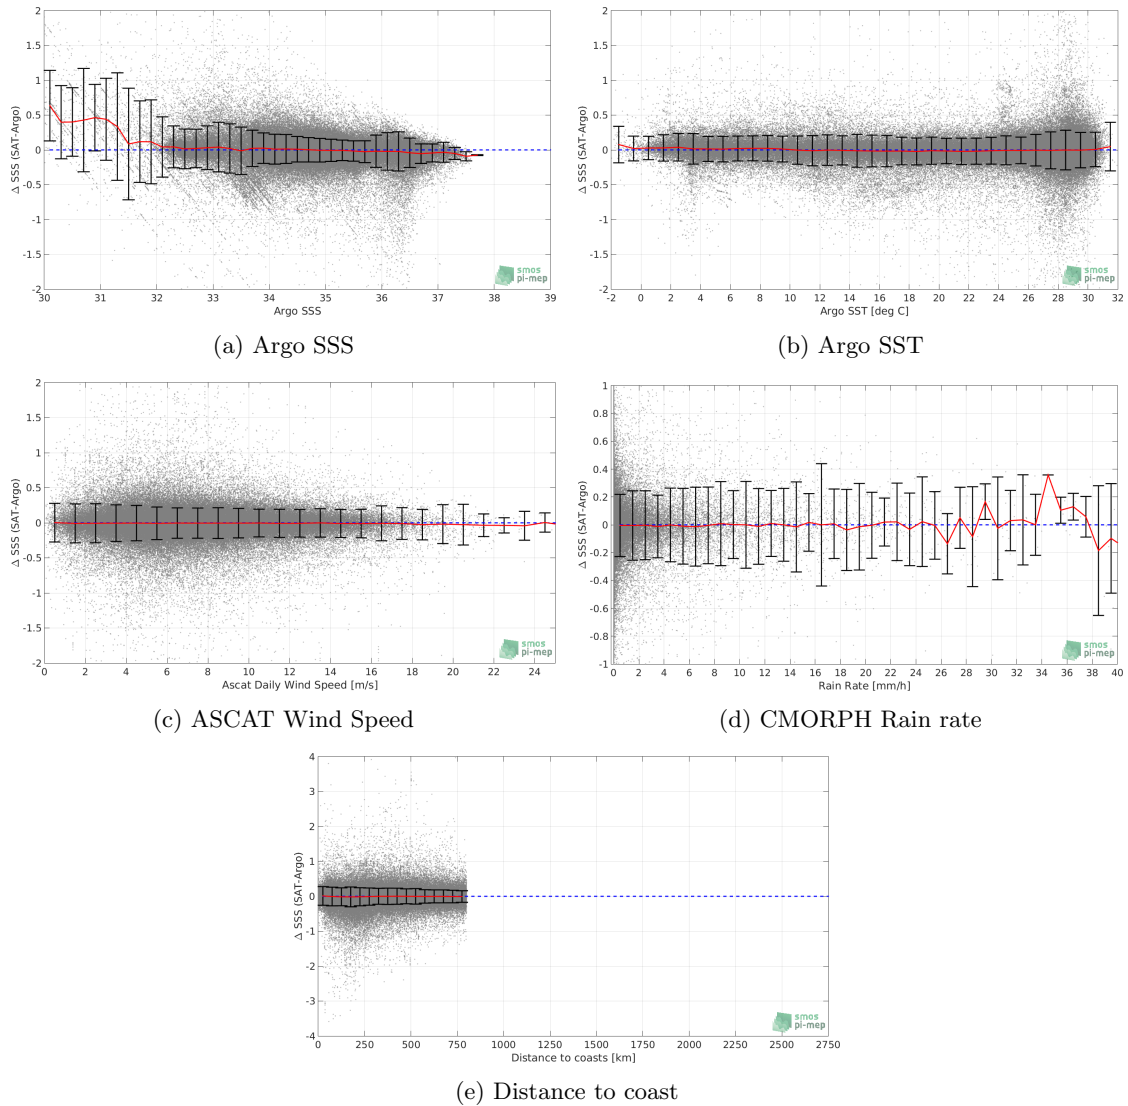 2
1.5
1
0.5
0
-0.5
-1
-1.5
-2
Δ SSS (SAT-Argo)
30 31 32 33 34 35 36 37 38 39
Argo SSS
smos
pi-mep
(a) Argo SSS
2
1.5
1
0.5
0
-0.5
-1
-1.5
-2
Δ SSS (SAT-Argo)
-2 0 2 4 6 8 10 12 14 16 18 20 22 24 26 28 30 32
Argo SST [deg C]
smos
pi-mep
(b) Argo SST
2
1.5
1
0.5
0
-0.5
-1
-1.5
-2
Δ SSS (SAT-Argo)
0 2 4 6 8 10 12 14 16 18 20 22 24
Ascat Daily Wind Speed [m/s]
smos
pi-mep
(c) ASCAT Wind Speed
1
0.8
0.6
0.4
0.2
0
-0.2
-0.4
-0.6
-0.8
-1
Δ SSS (SAT-Argo)
0 2 4 6 8 10 12 14 16 18 20 22 24 26 28 30 32 34 36 38 40
Rain Rate [mm/h]
smos
pi-mep
(d) CMORPH Rain rate
4
3
2
1
0
-1
-2
-3
-4
Δ SSS (SAT-Argo)
0 250 500 750 1000 1250 1500 1750 2000 2250 2500 2750
Distance to coasts [km]
smos
pi-mep
(e) Distance to coast